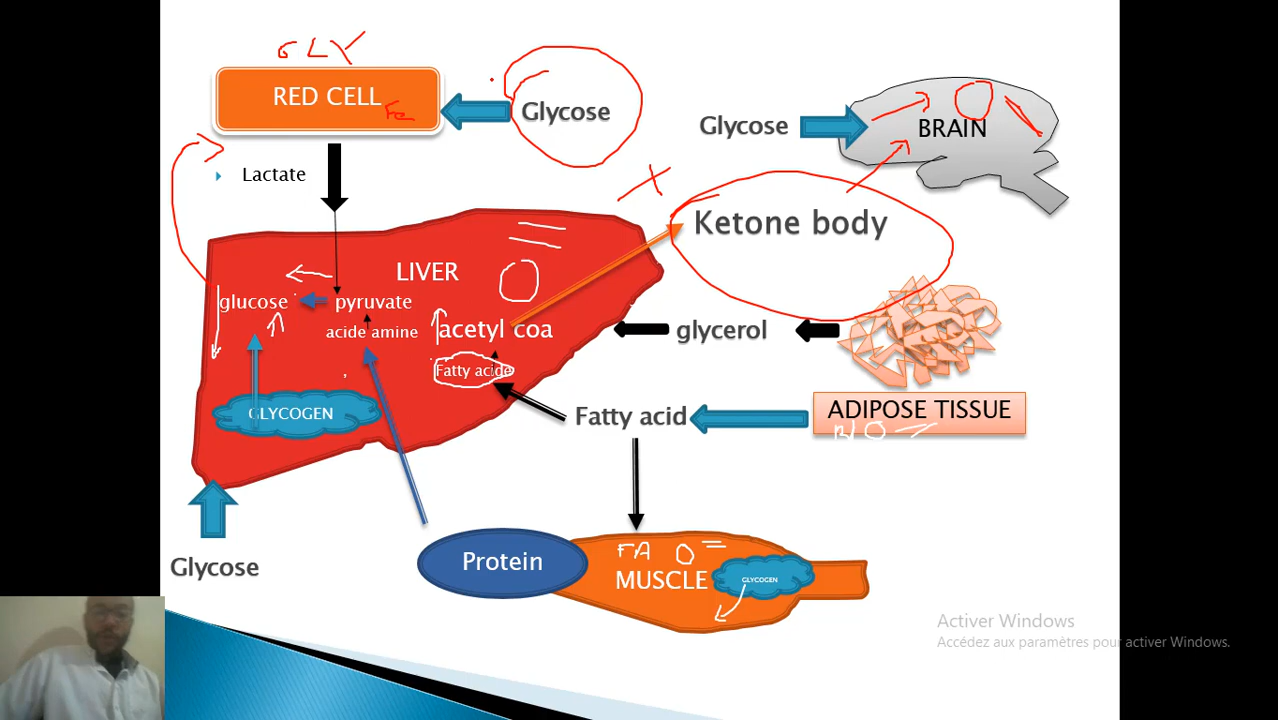 GLY
RED CELL
Fe
Glycose
Glycose
BRAIN
Lactate
Ketone body
LIVER
glucose
pyruvate
acide amine
acetyl coa
glycerol
Fatty acide
GLYCOGEN
Fatty acid
ADIPOSE TISSUE
Glycose
Protein
FA
MUSCLE
GLYCOGEN
Activer Windows
Accédez aux paramètres pour activer Windows.